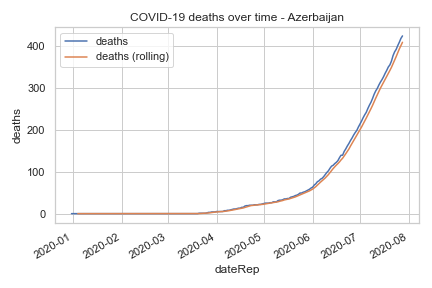 COVID-19 deaths over time - Azerbaijan
deaths
deaths (rolling)
400
300
200
100
0
deaths
2020-01
2020-02
2020-03
2020-04
2020-05
2020-06
2020-07
2020-08
dateRep